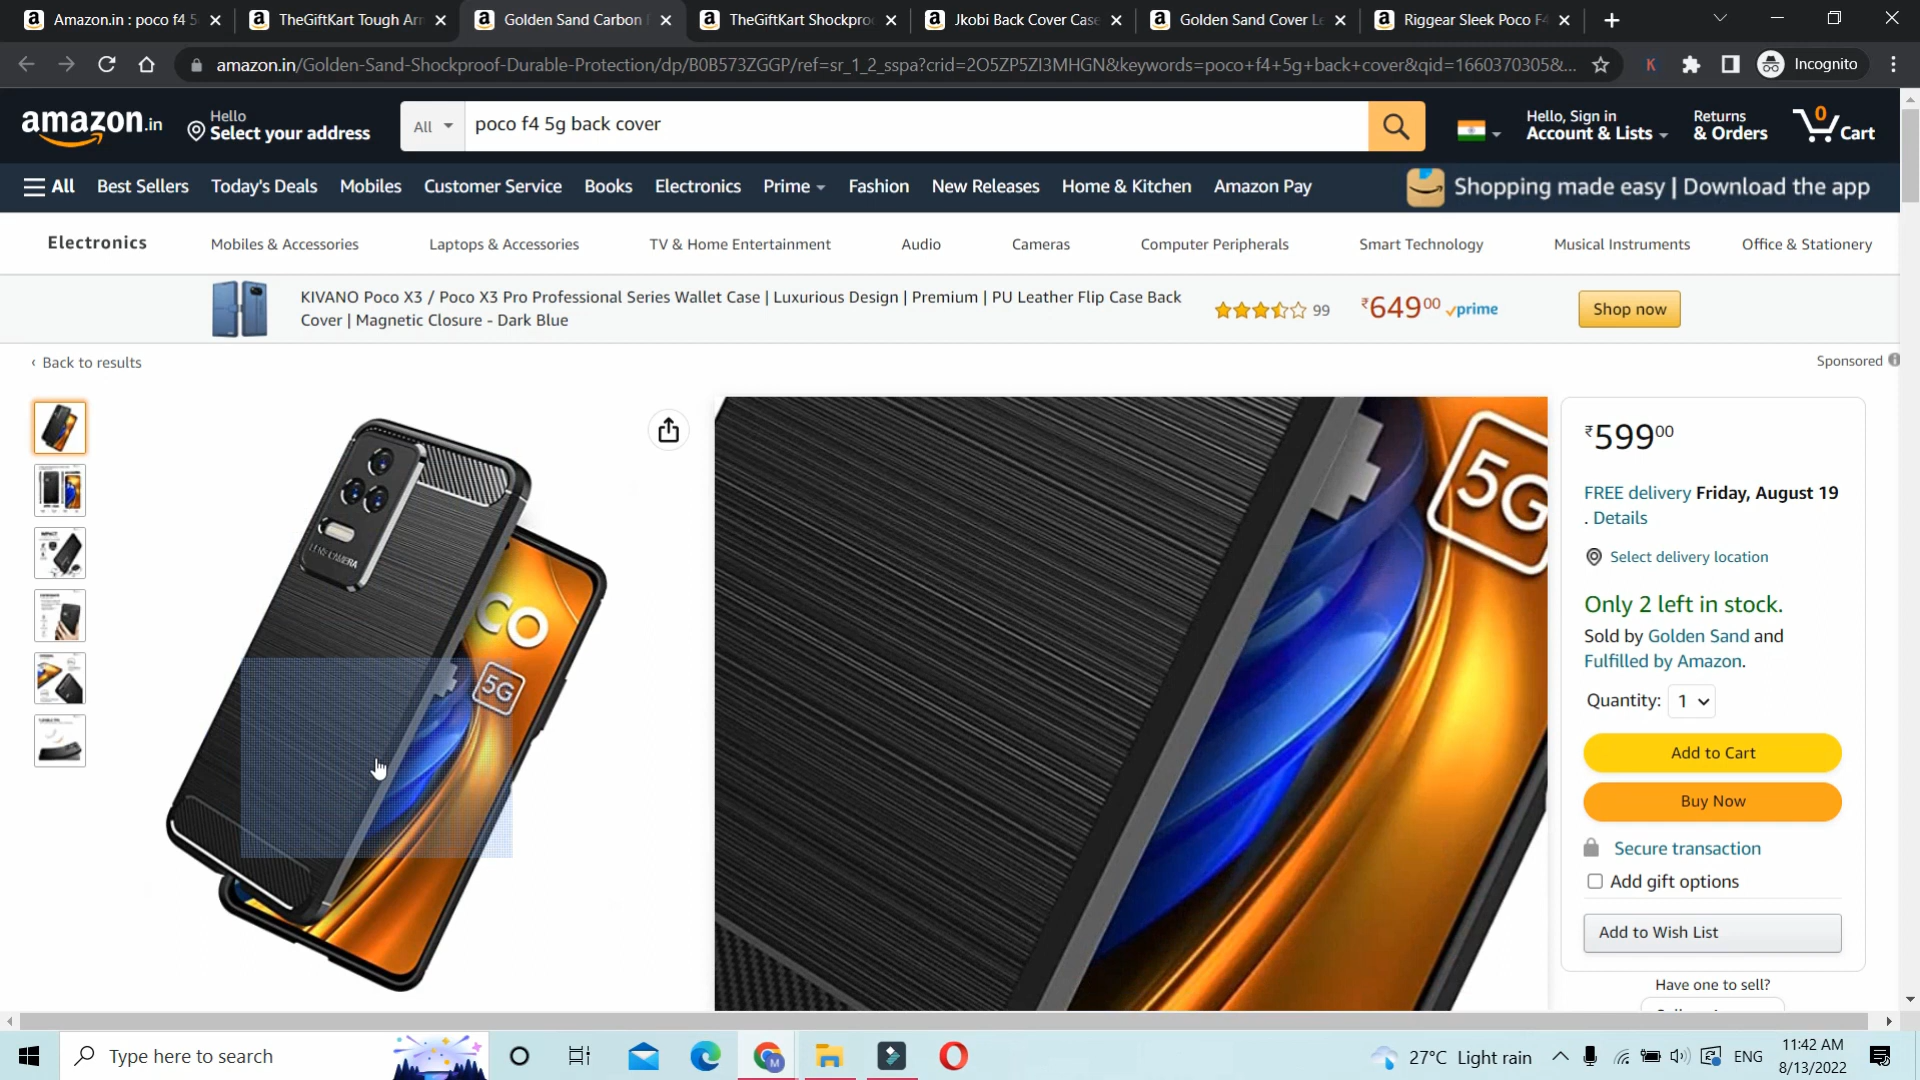 Amazon.in : poco f4 5
TheGiftKart Tough Arr
Golden Sand Carbon
TheGiftKart Shockpro
Jkobi Back Cover Case
Golden Sand Cover Le
Riggear Sleek Poco F4
amazon.in/Golden-Sand-Shockproof-Durable-Protection/dp/B0B573ZGGP/ref=sr_1_2_sspa?crid=2O5ZP5ZI3MHGN&keywords=poco+f4+5g+back+cover&qid=1660370305&...
K
Incognito
amazon.in
Hello
Select your address
All
poco f4 5g back cover
Hello, Sign in
Account & Lists
Returns
& Orders
0
Cart
All
Best Sellers
Today's Deals
Mobiles
Customer Service
Books
Electronics
Prime
Fashion
New Releases
Home & Kitchen
Amazon Pay
Shopping made easy | Download the app
Electronics
Mobiles & Accessories
Laptops & Accessories
TV & Home Entertainment
Audio
Cameras
Computer Peripherals
Smart Technology
Musical Instruments
Office & Stationery
KIVANO Poco X3 / Poco X3 Pro Professional Series Wallet Case | Luxurious Design | Premium | PU Leather Flip Case Back
Cover | Magnetic Closure - Dark Blue
99
₹649⁰⁰
prime
Shop now
‹ Back to results
Sponsored
CO
5G
5G
₹599⁰⁰
FREE delivery Friday, August 19
. Details
Select delivery location
Only 2 left in stock.
Sold by Golden Sand and
Fulfilled by Amazon.
Quantity: 1
Add to Cart
Buy Now
Secure transaction
Add gift options
Add to Wish List
Have one to sell?
Type here to search
M
27°C Light rain
ENG
11:42 AM
8/13/2022